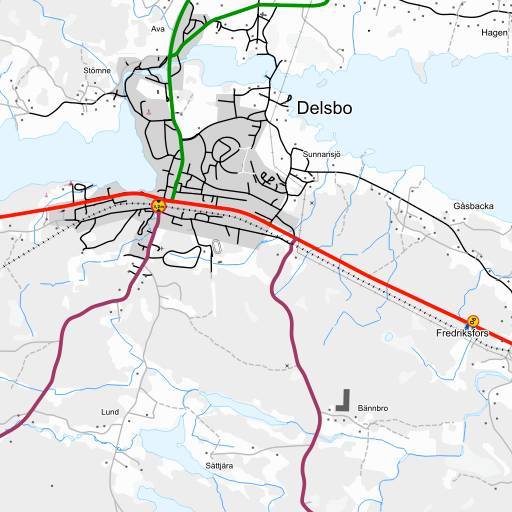 Ava
Hagen
Stömne
Delsbo
Sunnansjö
Gåsbacka
Fredriksfors
Lund
Bännbro
Sättjära